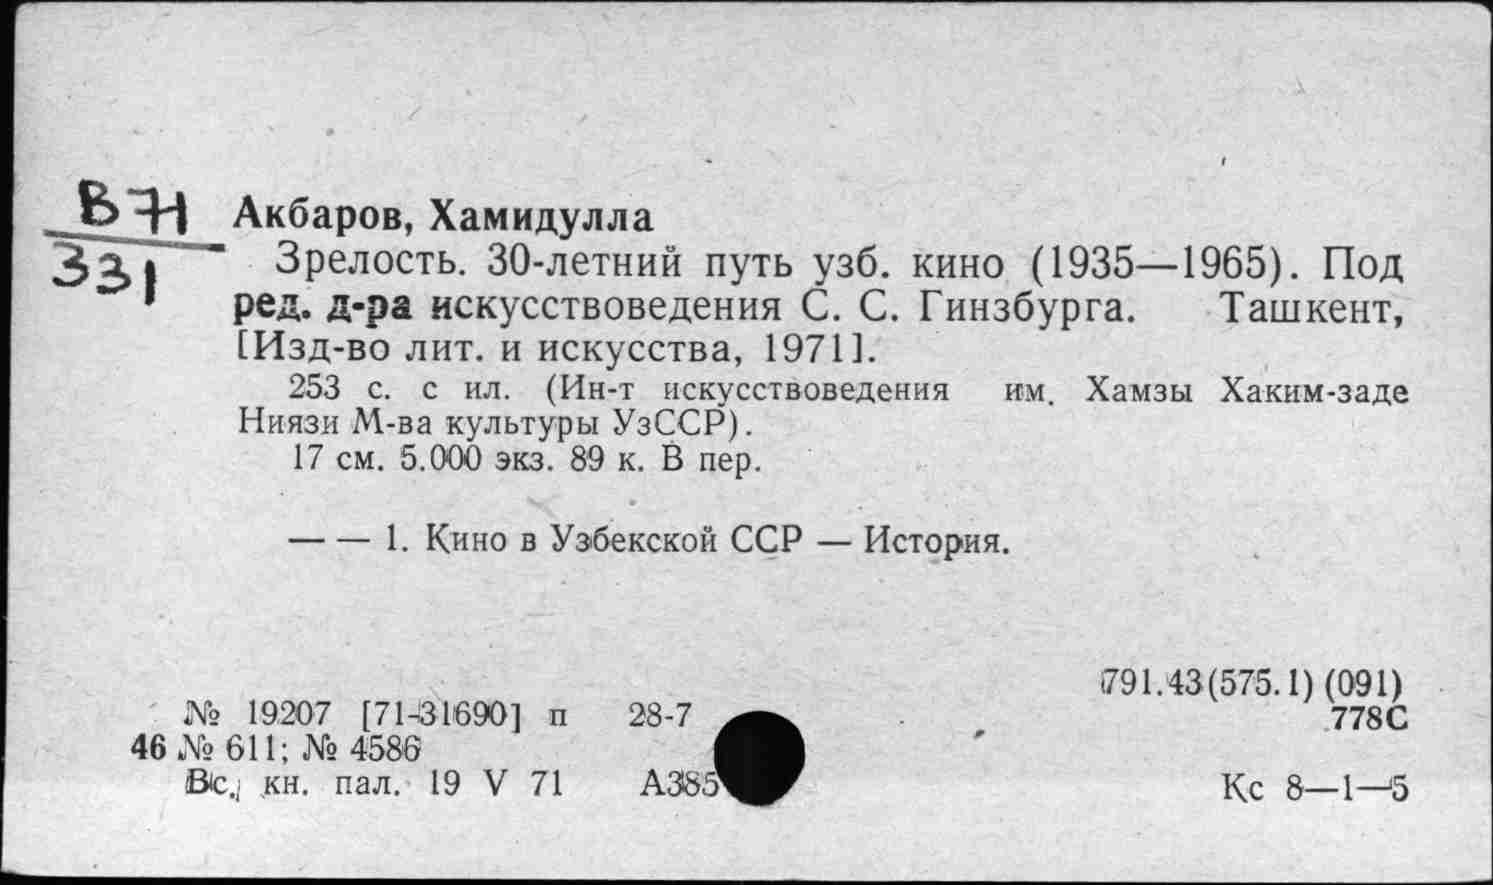 В 71
331
Акбаров, Хамидулла
Зрелость. 30-летний путь узб. кино (1935—1965). Под
ред. д-ра искусствоведения С. С. Гинзбурга. Ташкент,
[Изд-во лит. и искусства, 1971].
253 с. с ил. (Ин-т искусствоведения им. Хамзы Хаким-заде
Ниязи М-ва культуры УзССР).
17 см. 5.000 экз. 89 к. В пер.
— — 1. Кино в Узбекской ССР — История.
791.43(575.1)(091)
№ 19207 [71-31690] п 28-7
778С
46 № 611; № 4586
Вс. кн. пал. 19 V 71 А385
Кс 8—1—5